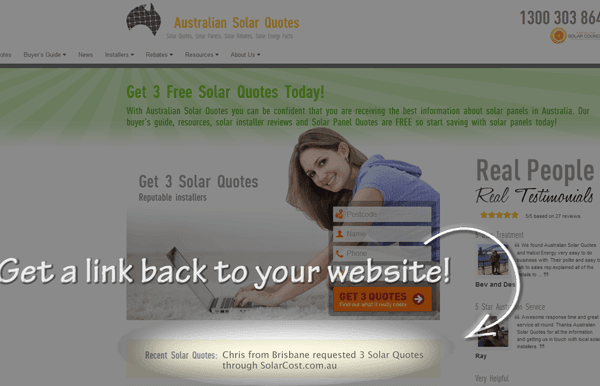 Australian Solar Quotes
Solar Quotes, Solar Panels, Solar Rebates, Solar Energy Facts.
1300 303 864
SOLAR COUNC
otes Buyer's Guide News Installers Rebates Resources About Us
Get 3 Free Solar Quotes Today!
With Australian Solar Quotes you can be confident that you are receiving the best information about solar panels in Australia. Our
buyer's guide, resources, solar installer reviews and Solar Panel Quotes are FREE so start saving with solar panels today!
Get 3 Solar Quotes
Reputable installers
Postcode
Name
Phone
GET 3 QUOTES
Find out what it really costs
Real People
Real Testimonials
5/5 based on 27 reviews
Treatment
We found Australian Solar Quotes
and Halcol Energy very easy to do
business with. Their sales and easy to
talk to sales rep explained all of the
Bev and Des
5 Star Australian Service
Awesome response time and great
service all round. Thanks Australian
Solar Quotes for all the information
and getting us in touch with local solar
installers.
Ray
Very Helpful
Get a link back to your website!
Recent Solar Quotes: Chris from Brisbane requested 3 Solar Quotes
through SolarCost.com.au